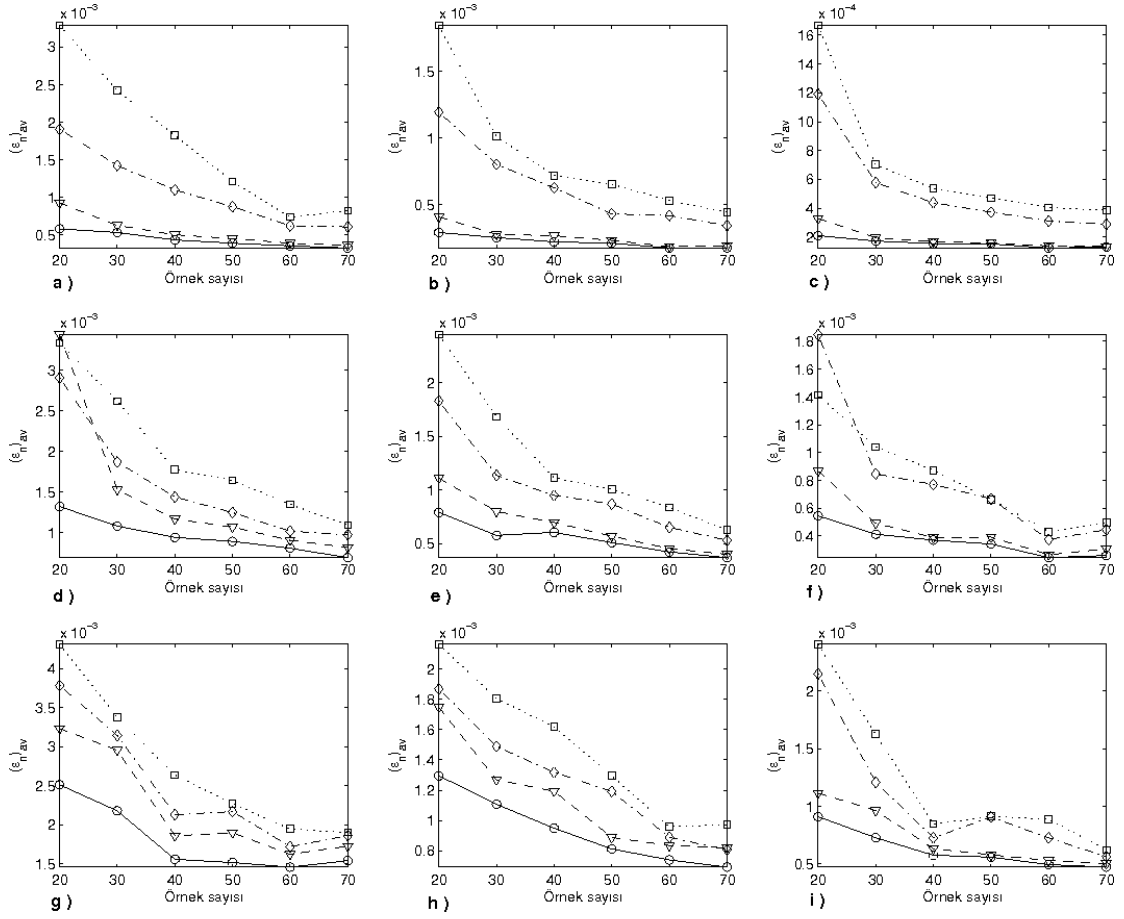 x 10⁻³
x 10⁻³
x 10⁻⁴
3
2.5
2
1.5
1
0.5
(εn)av
20 30 40 50 60 70
Örnek sayısı
a )
1.5
1
0.5
(εn)av
20 30 40 50 60 70
Örnek sayısı
b )
16
14
12
10
8
6
4
2
(εn)av
20 30 40 50 60 70
Örnek sayısı
c )
x 10⁻³
x 10⁻³
x 10⁻³
3
2.5
2
1.5
1
(εn)av
20 30 40 50 60 70
Örnek sayısı
d )
2
1.5
1
0.5
(εn)av
20 30 40 50 60 70
Örnek sayısı
e )
1.8
1.6
1.4
1.2
1
0.8
0.6
0.4
(εn)av
20 30 40 50 60 70
Örnek sayısı
f )
x 10⁻³
x 10⁻³
x 10⁻³
4
3.5
3
2.5
2
1.5
(εn)av
20 30 40 50 60 70
Örnek sayısı
g )
2
1.8
1.6
1.4
1.2
1
0.8
(εn)av
20 30 40 50 60 70
Örnek sayısı
h )
2
1.5
1
0.5
(εn)av
20 30 40 50 60 70
Örnek sayısı
i )